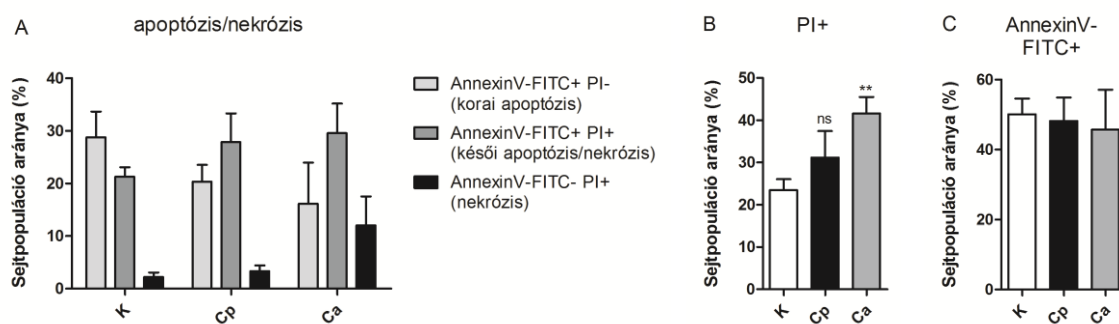 A
apoptózis/nekrózis
Sejtpopuláció aránya (%)
40
30
20
10
0
K
Cp
Ca
AnnexinV-FITC+ PI-
(korai apoptózis)
AnnexinV-FITC+ PI+
(késői apoptózis/nekrózis)
AnnexinV-FITC- PI+
(nekrózis)
B
PI+
Sejtpopuláció aránya (%)
50
40
30
20
10
0
ns
**
K
Cp
Ca
C
AnnexinV-
FITC+
Sejtpopuláció aránya (%)
60
40
20
0
K
Cp
Ca